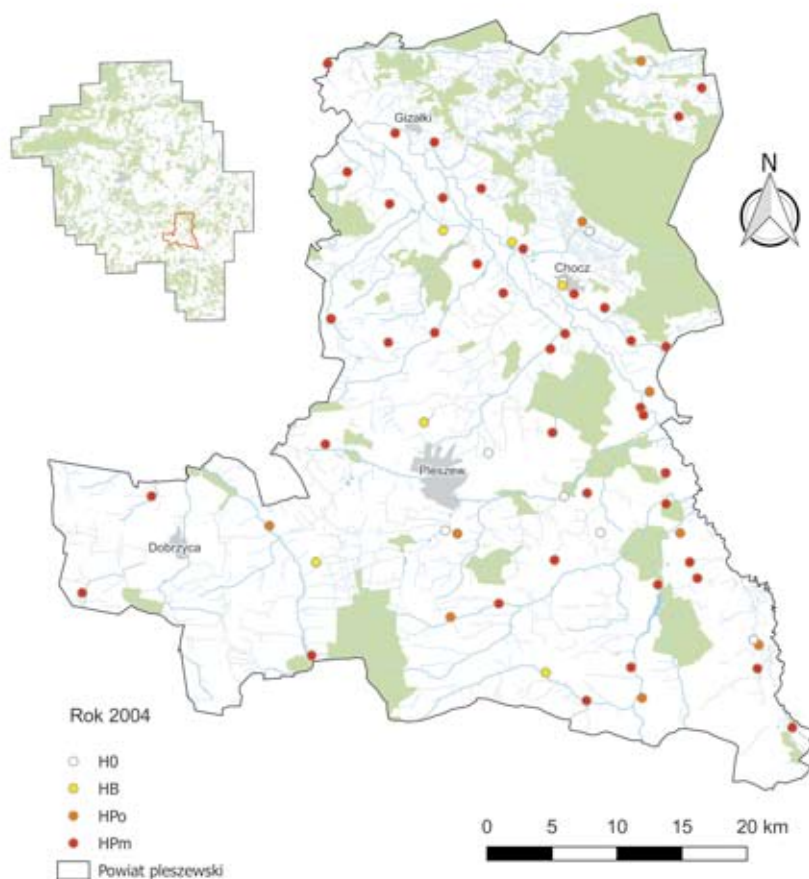 Gizałki
N
Chocz
Pleszew
Dobrzyca
Rok 2004
H0
HB
HPo
HPm
Powiat pleszewski
0 5 10 15 20 km